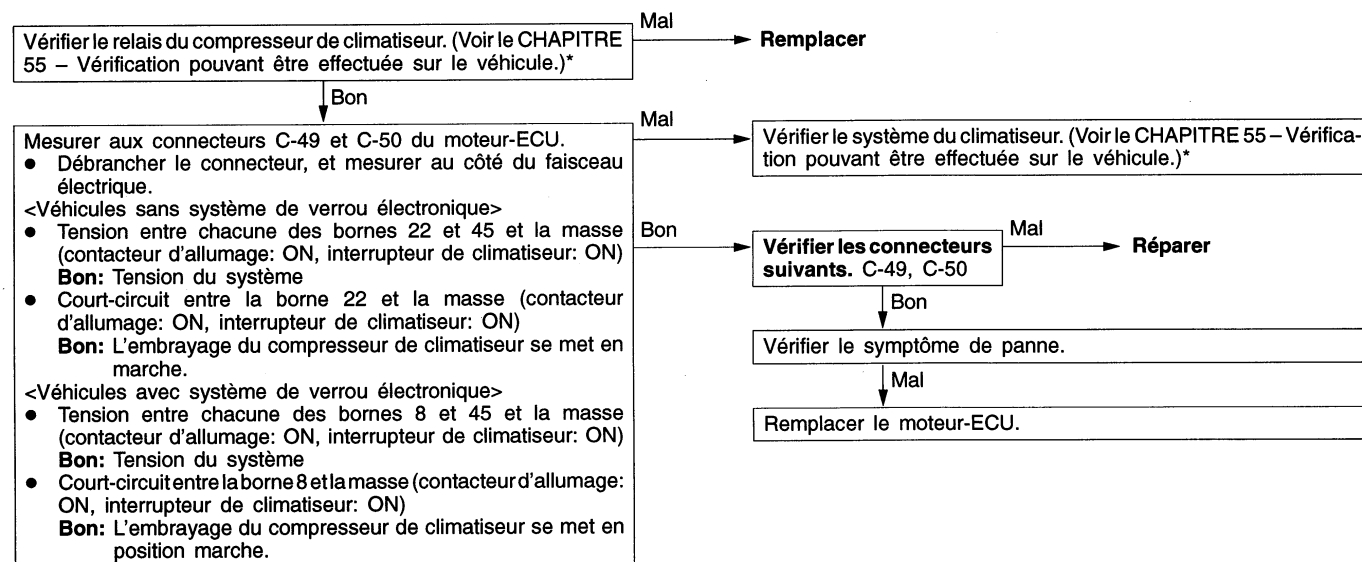 Vérifier le relais du compresseur de climatiseur. (Voir le CHAPITRE
55 – Vérification pouvant être effectuée sur le véhicule.)*
Mal
Remplacer
Bon
Mesurer aux connecteurs C-49 et C-50 du moteur-ECU.
● Débrancher le connecteur, et mesurer au côté du faisceau
électrique.
<Véhicules sans système de verrou électronique>
● Tension entre chacune des bornes 22 et 45 et la masse
(contacteur d'allumage: ON, interrupteur de climatiseur: ON)
Bon: Tension du système
● Court-circuit entre la borne 22 et la masse (contacteur
d'allumage: ON, interrupteur de climatiseur: ON)
Bon: L'embrayage du compresseur de climatiseur se met en
marche.
<Véhicules avec système de verrou électronique>
● Tension entre chacune des bornes 8 et 45 et la masse
(contacteur d'allumage: ON, interrupteur de climatiseur: ON)
Bon: Tension du système
● Court-circuit entre la borne 8 et la masse (contacteur d'allumage:
ON, interrupteur de climatiseur: ON)
Bon: L'embrayage du compresseur de climatiseur se met en
position marche.
Mal
Vérifier le système du climatiseur. (Voir le CHAPITRE 55 – Vérifica-
tion pouvant être effectuée sur le véhicule.)*
Bon
Vérifier les connecteurs
suivants. C-49, C-50
Mal
Réparer
Bon
Vérifier le symptôme de panne.
Mal
Remplacer le moteur-ECU.